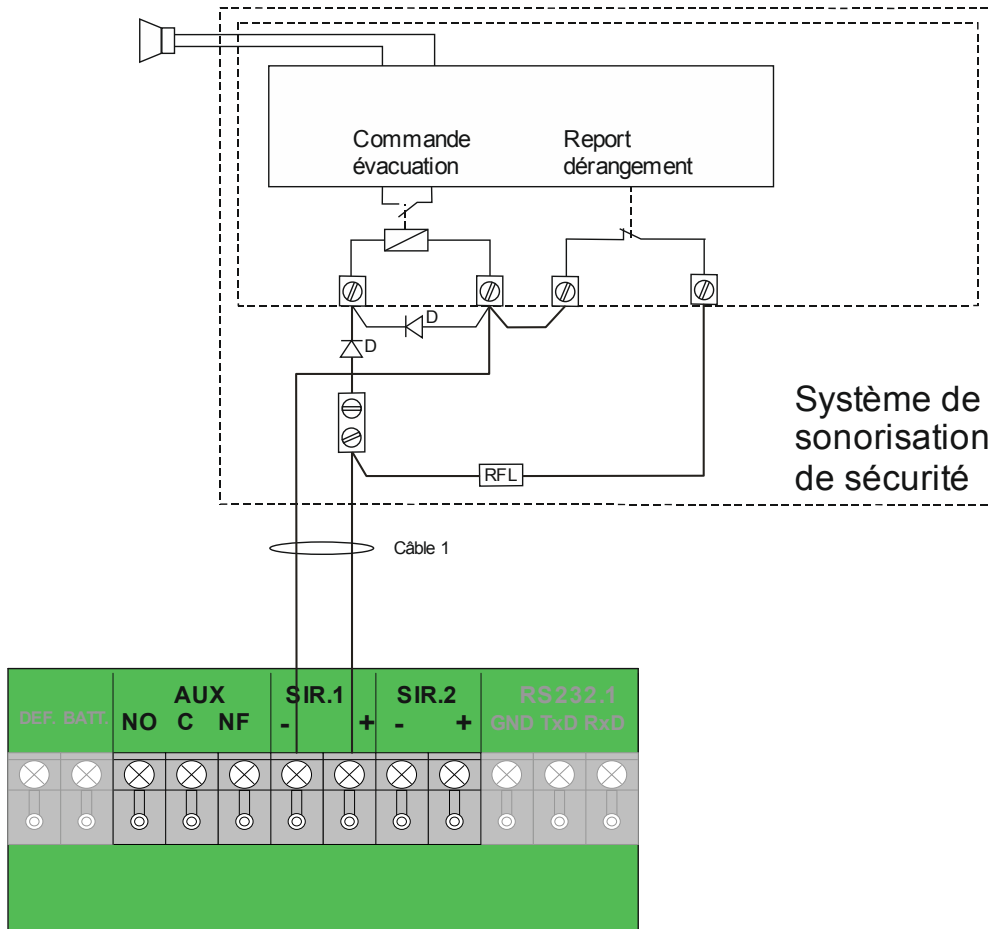 Commande
évacuation
Report
dérangement
D
D
Système de
sonorisation
de sécurité
RFL
Câble 1
AUX
SIR.1
SIR.2
RS232.1
DEF. BATT.
NO C NF
- +
- +
GND TxD RxD